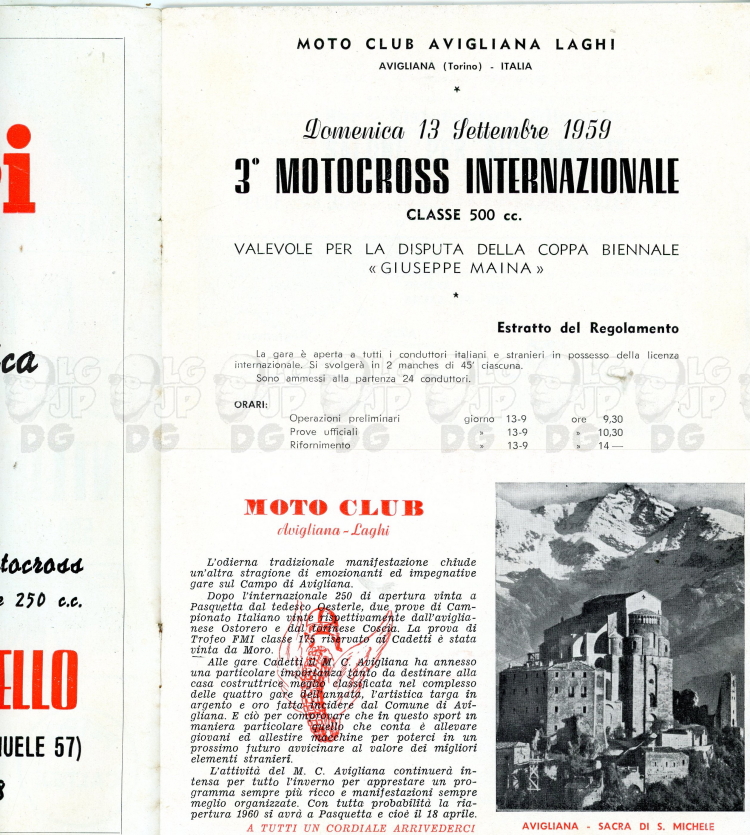 i
ca
tocross
e 250 c.c.
ELLO
NUELE 57)
MOTO CLUB AVIGLIANA LAGHI
AVIGLIANA (Torino) - ITALIA
*
Domenica 13 Settembre 1959
3° MOTOCROSS INTERNAZIONALE
CLASSE 500 cc.
VALEVOLE PER LA DISPUTA DELLA COPPA BIENNALE
« GIUSEPPE MAINA »
*
Estratto del Regolamento
La gara è aperta a tutti i conduttori italiani e stranieri in possesso della licenza
internazionale. Si svolgerà in 2 manches di 45' ciascuna.
Sono ammessi alla partenza 24 conduttori.
ORARI:
Operazioni preliminari giorno 13-9 ore 9,30
Prove ufficiali » 13-9 » 10,30
Rifornimento » 13-9 » 14 —
MOTO CLUB
Avigliana - Laghi
L'odierna tradizionale manifestazione chiude
un'altra stragione di emozionanti ed impegnative
gare sul Campo di Avigliana.
Dopo l'internazionale 250 di apertura vinta a
Pasquetta dal tedesco Oesterle, due prove di Cam-
pionato Italiano vinte rispettivamente dall'aviglia-
nese Ostorero e dal torinese Coscia. La prova di
Trofeo FMI classe 175 riservato ai Cadetti è stata
vinta da Moro.
Alle gare Cadetti il M. C. Avigliana ha annesso
una particolare importanza tanto da destinare alla
casa costruttrice meglio classificata nel complesso
delle quattro gare dell'annata, l'artistica targa in
argento e oro fatta incidere dal Comune di Avi-
gliana. E ciò per comprovare che in questo sport in
maniera particolare quello che conta è allevare
giovani ed allestire macchine per poterci in un
prossimo futuro avvicinare al valore dei migliori
elementi stranieri.
L'attività del M. C. Avigliana continuerà in-
tensa per tutto l'inverno per apprestare un pro-
gramma sempre più ricco e manifestazioni sempre
meglio organizzate. Con tutta probabilità la ria-
pertura 1960 si avrà a Pasquetta e cioè il 18 aprile.
A TUTTI UN CORDIALE ARRIVEDERCI
AVIGLIANA - SACRA DI S. MICHELE
LG JP DG